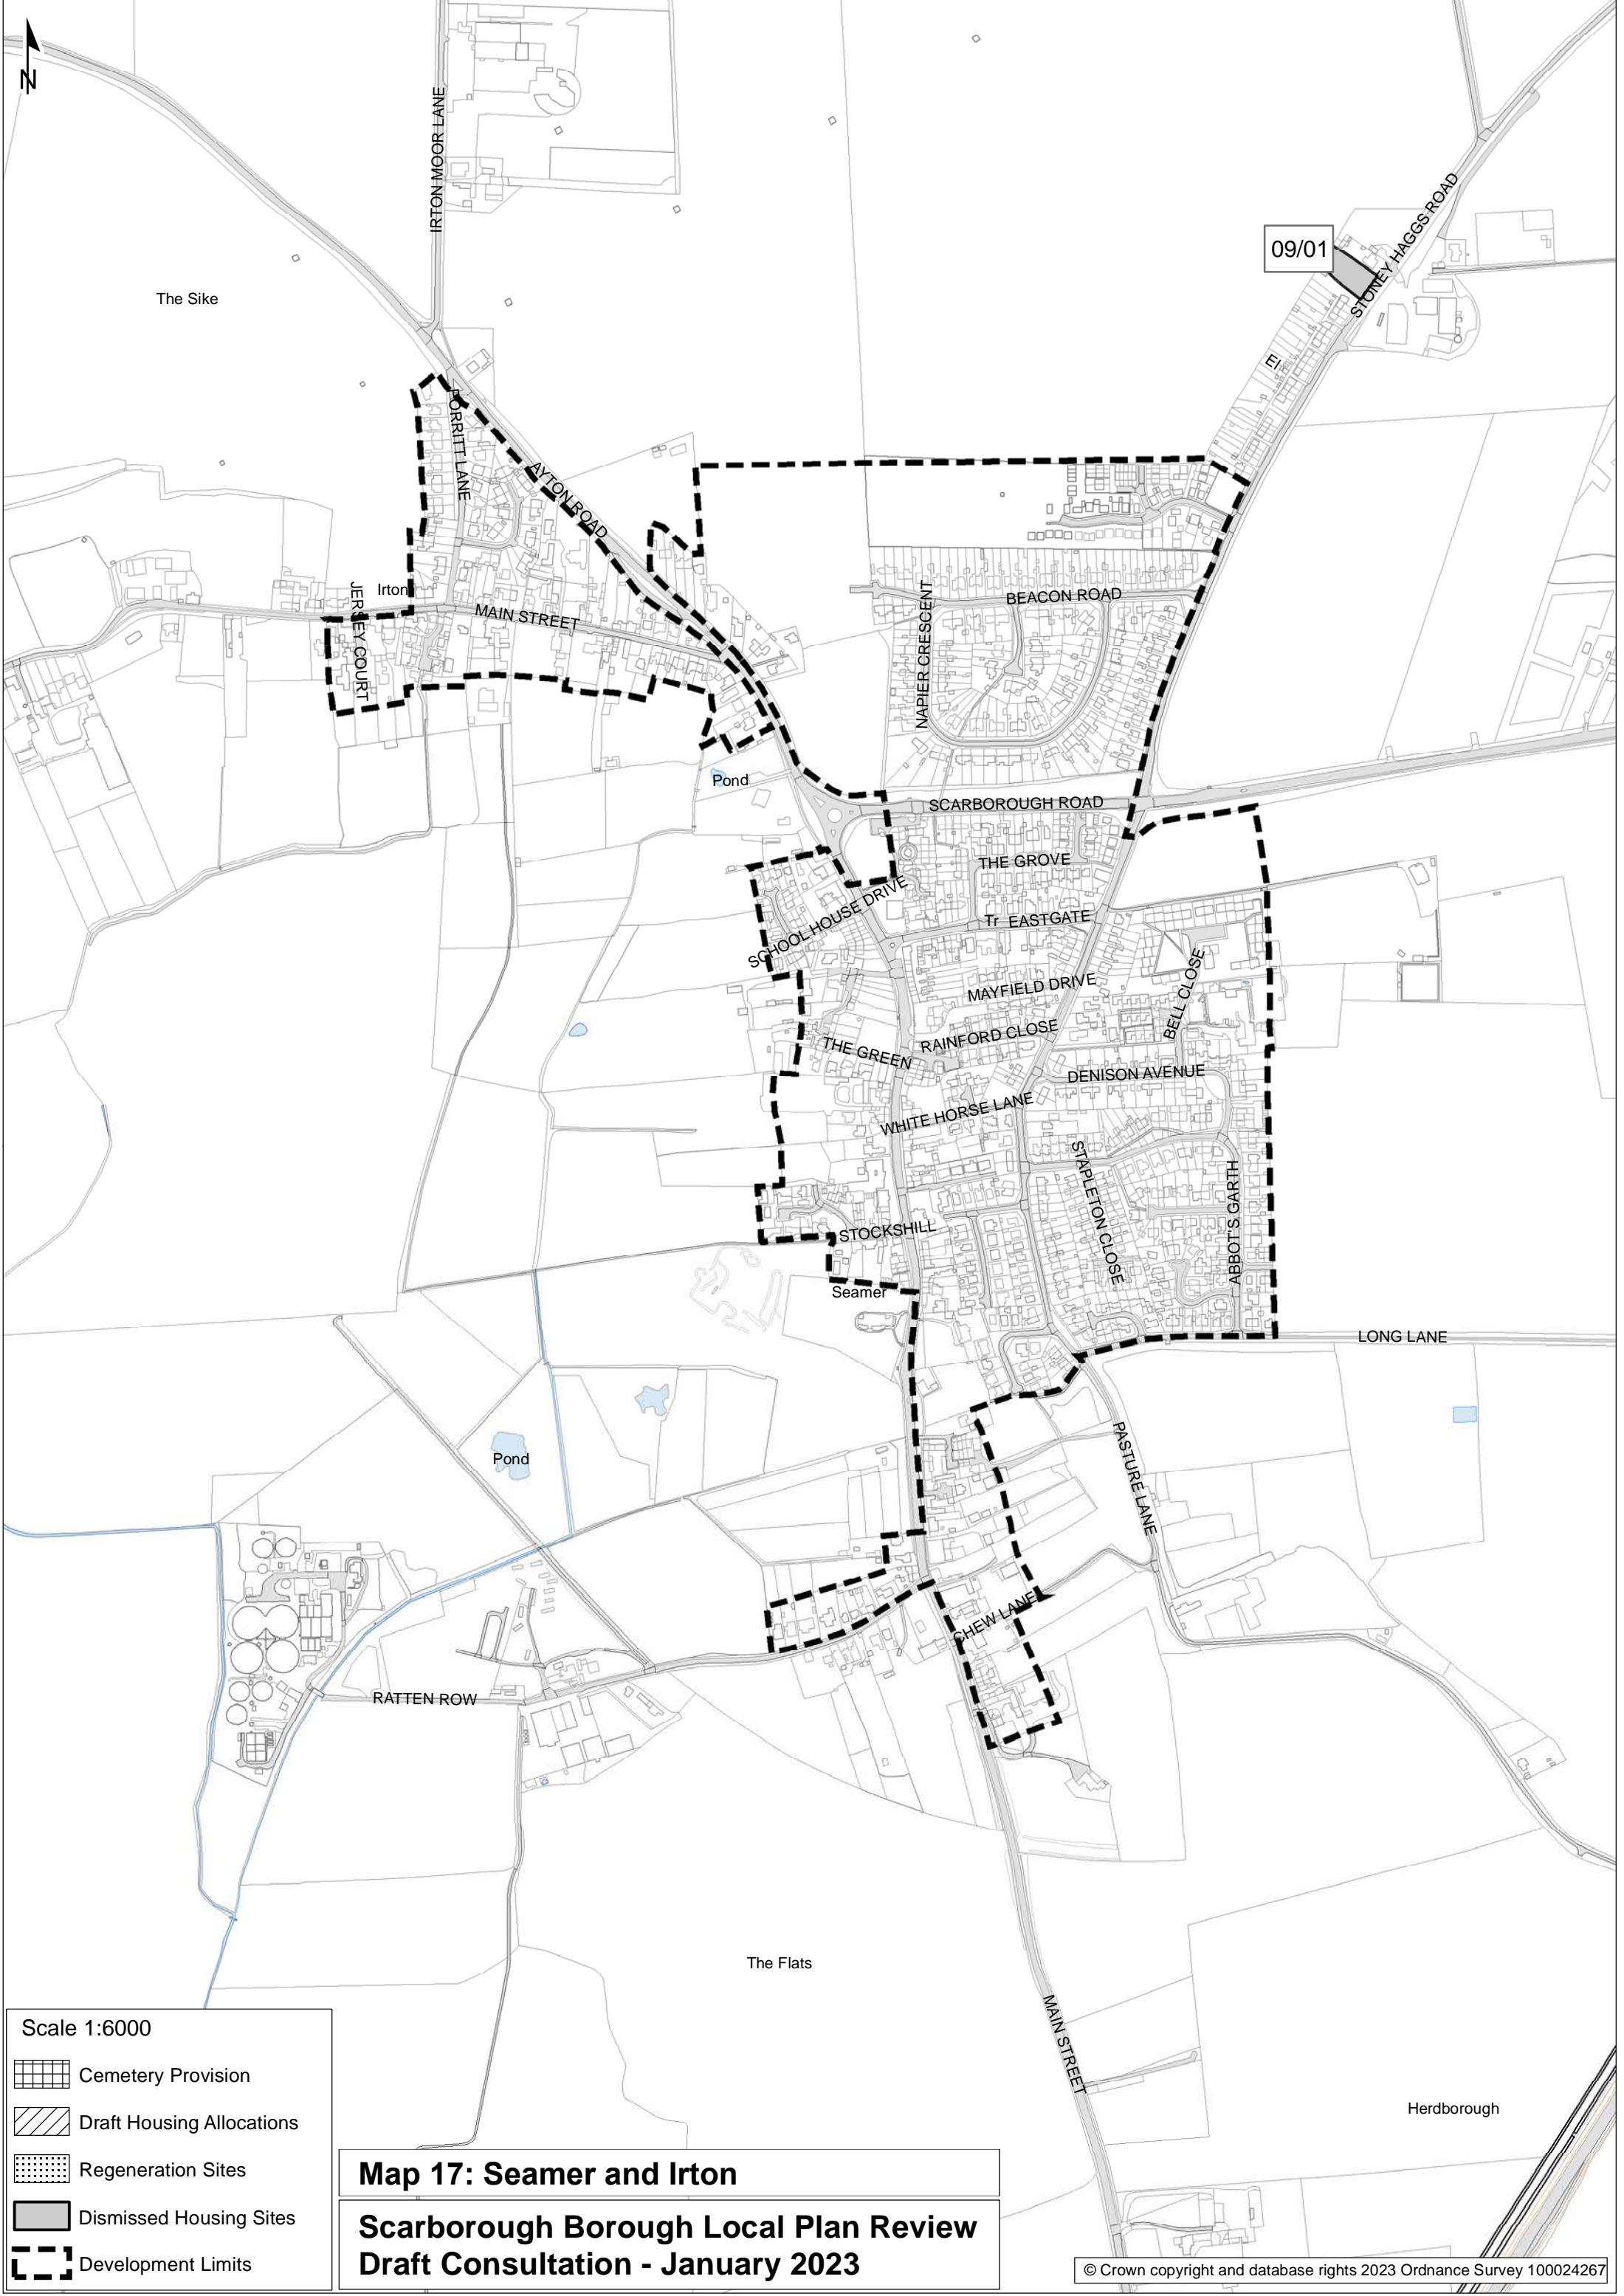 N
IRTON MOOR LANE
STONEY HAGGS ROAD
09/01
The Sike
El
PORRITT LANE
AYTON ROAD
Irton
JERSEY COURT
MAIN STREET
NAPIER CRESCENT
BEACON ROAD
Pond
SCARBOROUGH ROAD
THE GROVE
SCHOOL HOUSE DRIVE
Tr
EASTGATE
MAYFIELD DRIVE
BELL CLOSE
RAINFORD CLOSE
THE GREEN
DENISON AVENUE
WHITE HORSE LANE
STAPLETON CLOSE
ABBOT'S GARTH
STOCKSHILL
Seamer
LONG LANE
Pond
PASTURE LANE
CHEW LANE
RATTEN ROW
The Flats
MAIN STREET
Herdborough
Scale 1:6000
Cemetery Provision
Draft Housing Allocations
Regeneration Sites
Dismissed Housing Sites
Development Limits
Map 17: Seamer and Irton
Scarborough Borough Local Plan Review
Draft Consultation - January 2023
© Crown copyright and database rights 2023 Ordnance Survey 100024267